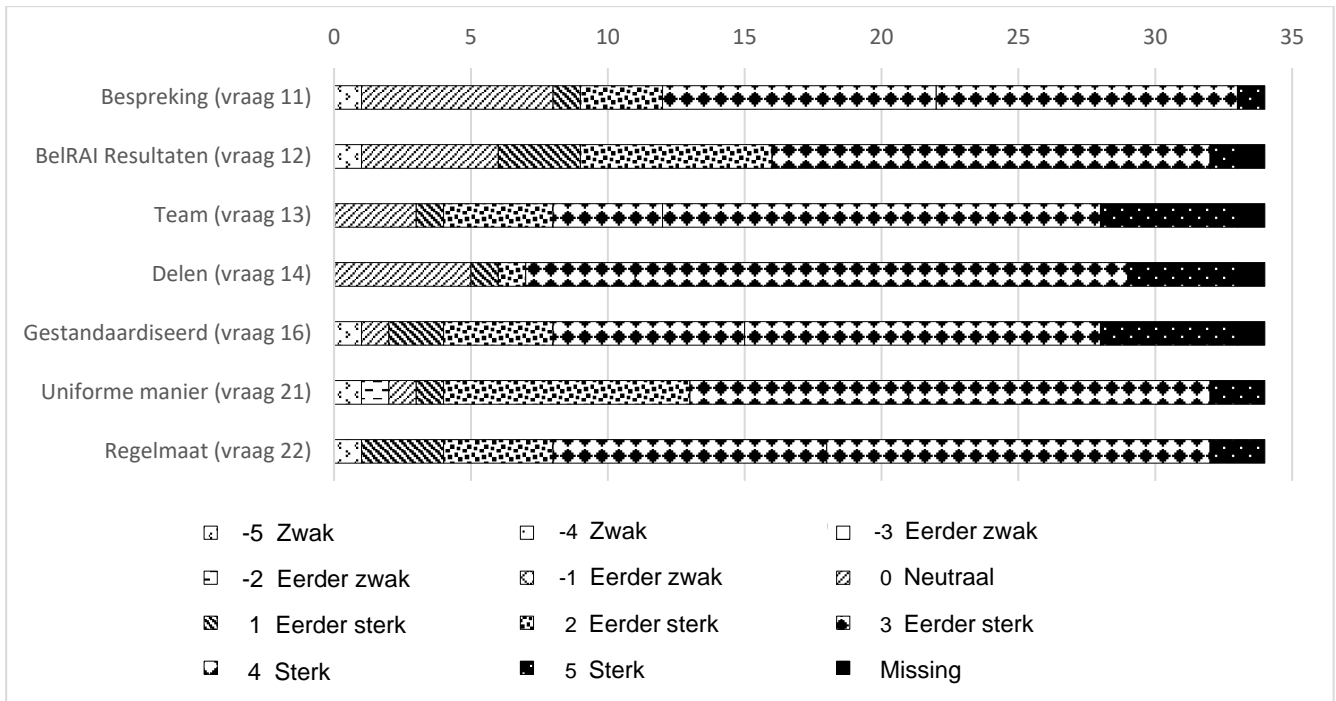 0 5 10 15 20 25 30 35
Bespreking (vraag 11)
BelRAI Resultaten (vraag 12)
Team (vraag 13)
Delen (vraag 14)
Gestandaardiseerd (vraag 16)
Uniforme manier (vraag 21)
Regelmaat (vraag 22)
-5 Zwak -4 Zwak -3 Eerder zwak
-2 Eerder zwak -1 Eerder zwak 0 Neutraal
1 Eerder sterk 2 Eerder sterk 3 Eerder sterk
4 Sterk 5 Sterk Missing